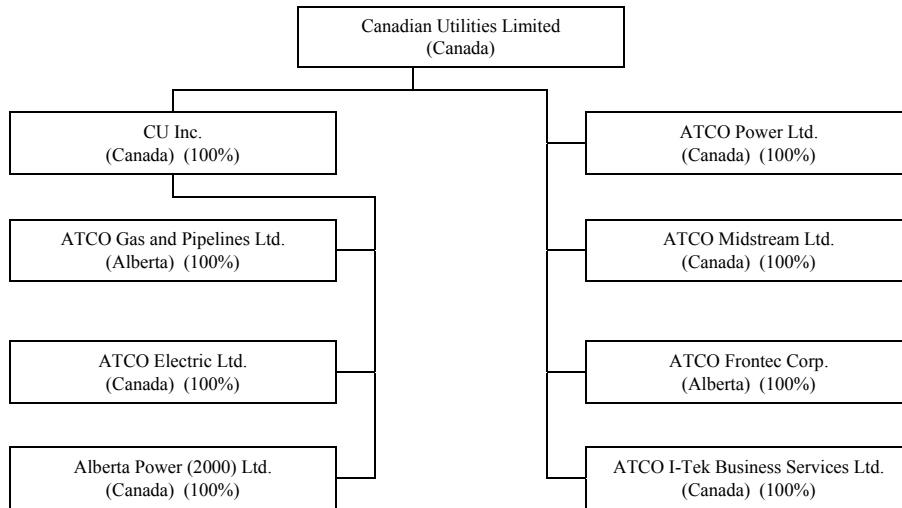 Canadian Utilities Limited
(Canada)
CU Inc.
(Canada) (100%)
ATCO Power Ltd.
(Canada) (100%)
ATCO Gas and Pipelines Ltd.
(Alberta) (100%)
ATCO Midstream Ltd.
(Canada) (100%)
ATCO Electric Ltd.
(Canada) (100%)
ATCO Frontec Corp.
(Alberta) (100%)
Alberta Power (2000) Ltd.
(Canada) (100%)
ATCO I-Tek Business Services Ltd.
(Canada) (100%)